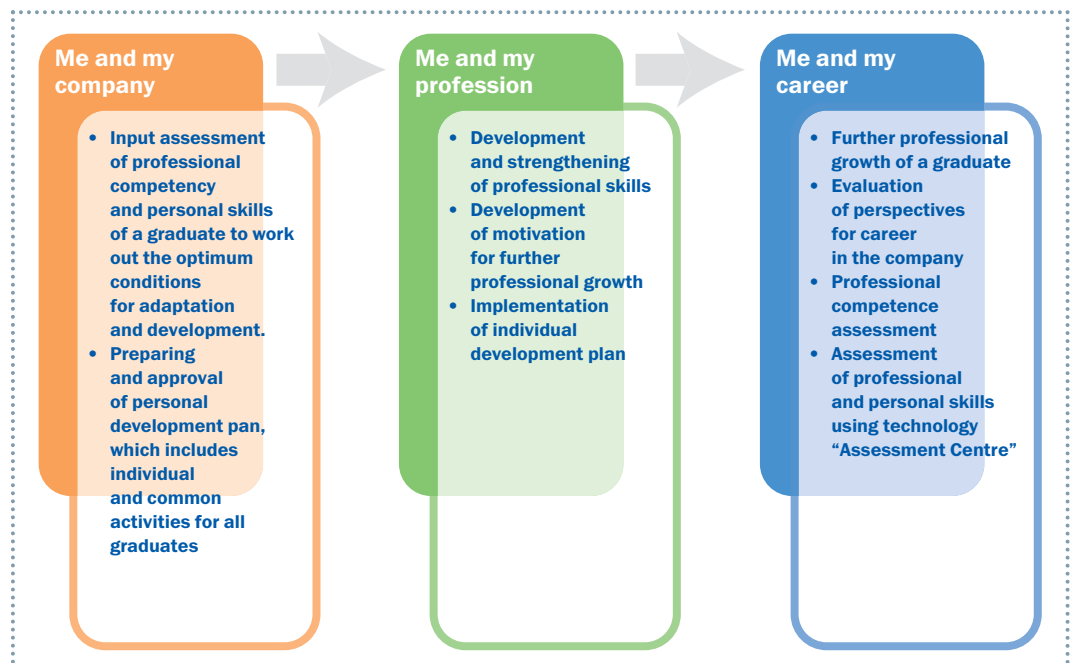 Me and my
company
• Input assessment
of professional
competency
and personal skills
of a graduate to work
out the optimum
conditions
for adaptation
and development.
• Preparing
and approval
of personal
development pan,
which includes
individual
and common
activities for all
graduates
Me and my
profession
• Development
and strengthening
of professional skills
• Development
of motivation
for further
professional growth
• Implementation
of individual
development plan
Me and my
career
• Further professional
growth of a graduate
• Evaluation
of perspectives
for career
in the company
• Professional
competence
assessment
• Assessment
of professional
and personal skills
using technology
“Assessment Centre”